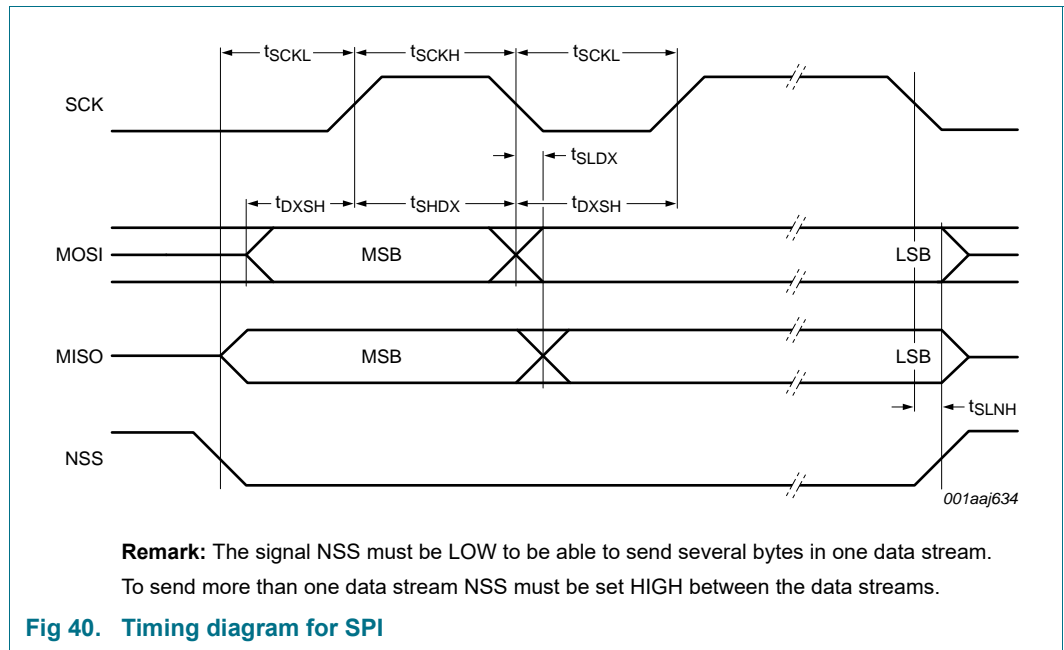 tSCKL tSCKH tSCKL
SCK
tSLDX
tDXSH tSHDX tDXSH
MOSI MSB LSB
MISO MSB LSB
tSLNH
NSS
001aaj634
Remark: The signal NSS must be LOW to be able to send several bytes in one data stream.
To send more than one data stream NSS must be set HIGH between the data streams.
Fig 40. Timing diagram for SPI